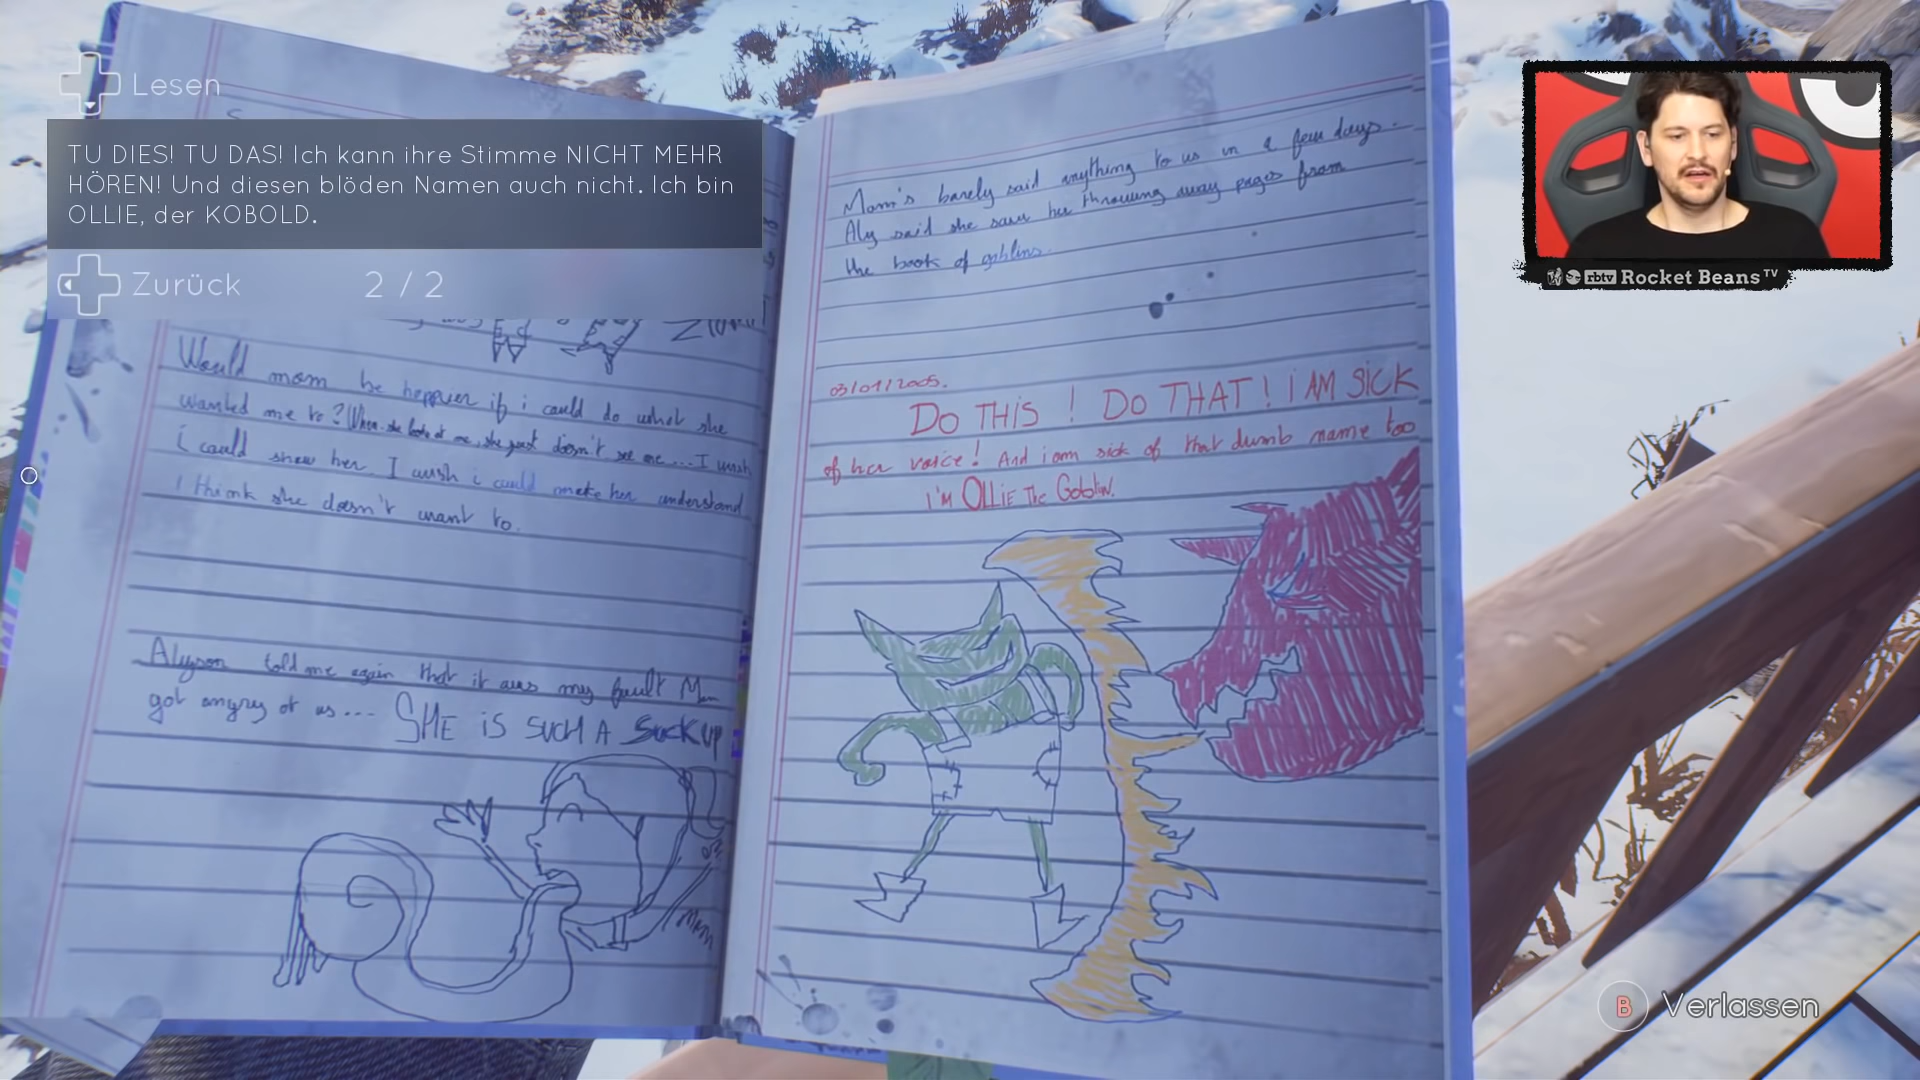 Lesen
TU DIES! TU DAS! Ich kann ihre Stimme NICHT MEHR
HÖREN! Und diesen blöden Namen auch nicht. Ich bin
OLLIE, der KOBOLD.
Zurück 2 / 2
Would mom be happier if i could do what she
wanted me to? When she looks at me, she just doesn't see me... I wish
i could show her I wish i could make her understand
I think she doesn't want to.
Alyson told me again that it was my fault Mom
got angry at us... SHE IS SUCH A SUCK UP
Mom
Mom's barely said anything to us in a few days.
Aly said she saw her throwing away pages from
the book of goblins.
03/01/2005.
DO THIS! DO THAT! I AM SICK
of her voice! And i am sick of that dumb name too
I'M OLLIE The Goblin.
rbtv Rocket Beans TV
B Verlassen